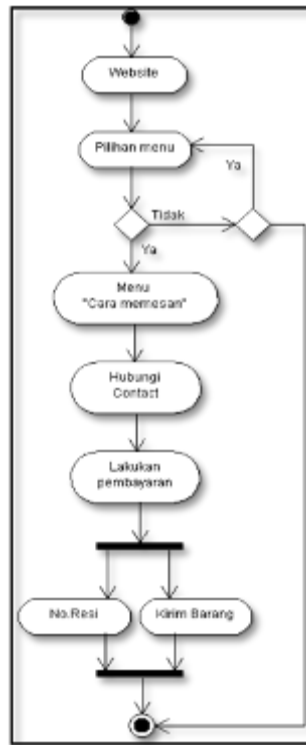 Website
Pilihan menu
Ya
Tidak
Ya
Menu
"Cara memesan"
Hubungi
Contact
Lakukan
pembayaran
No.Resi
Kirim Barang